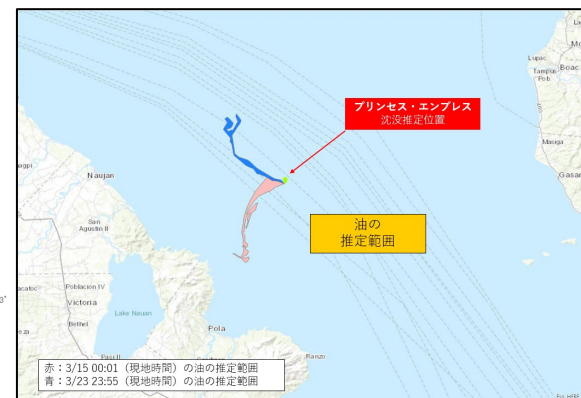 Lupac
Tampus
Pob
Boac
Masiga
Gasan
プリンセス・エンプレス
沈没推定位置
Naujan
油の
推定範囲
San
Agustin II
Poblacion IV
Victoria
Bethel
Lake Naujan
Pola
Ranzo
赤：3/15 00:01（現地時間）の油の推定範囲
青：3/23 23:55（現地時間）の油の推定範囲